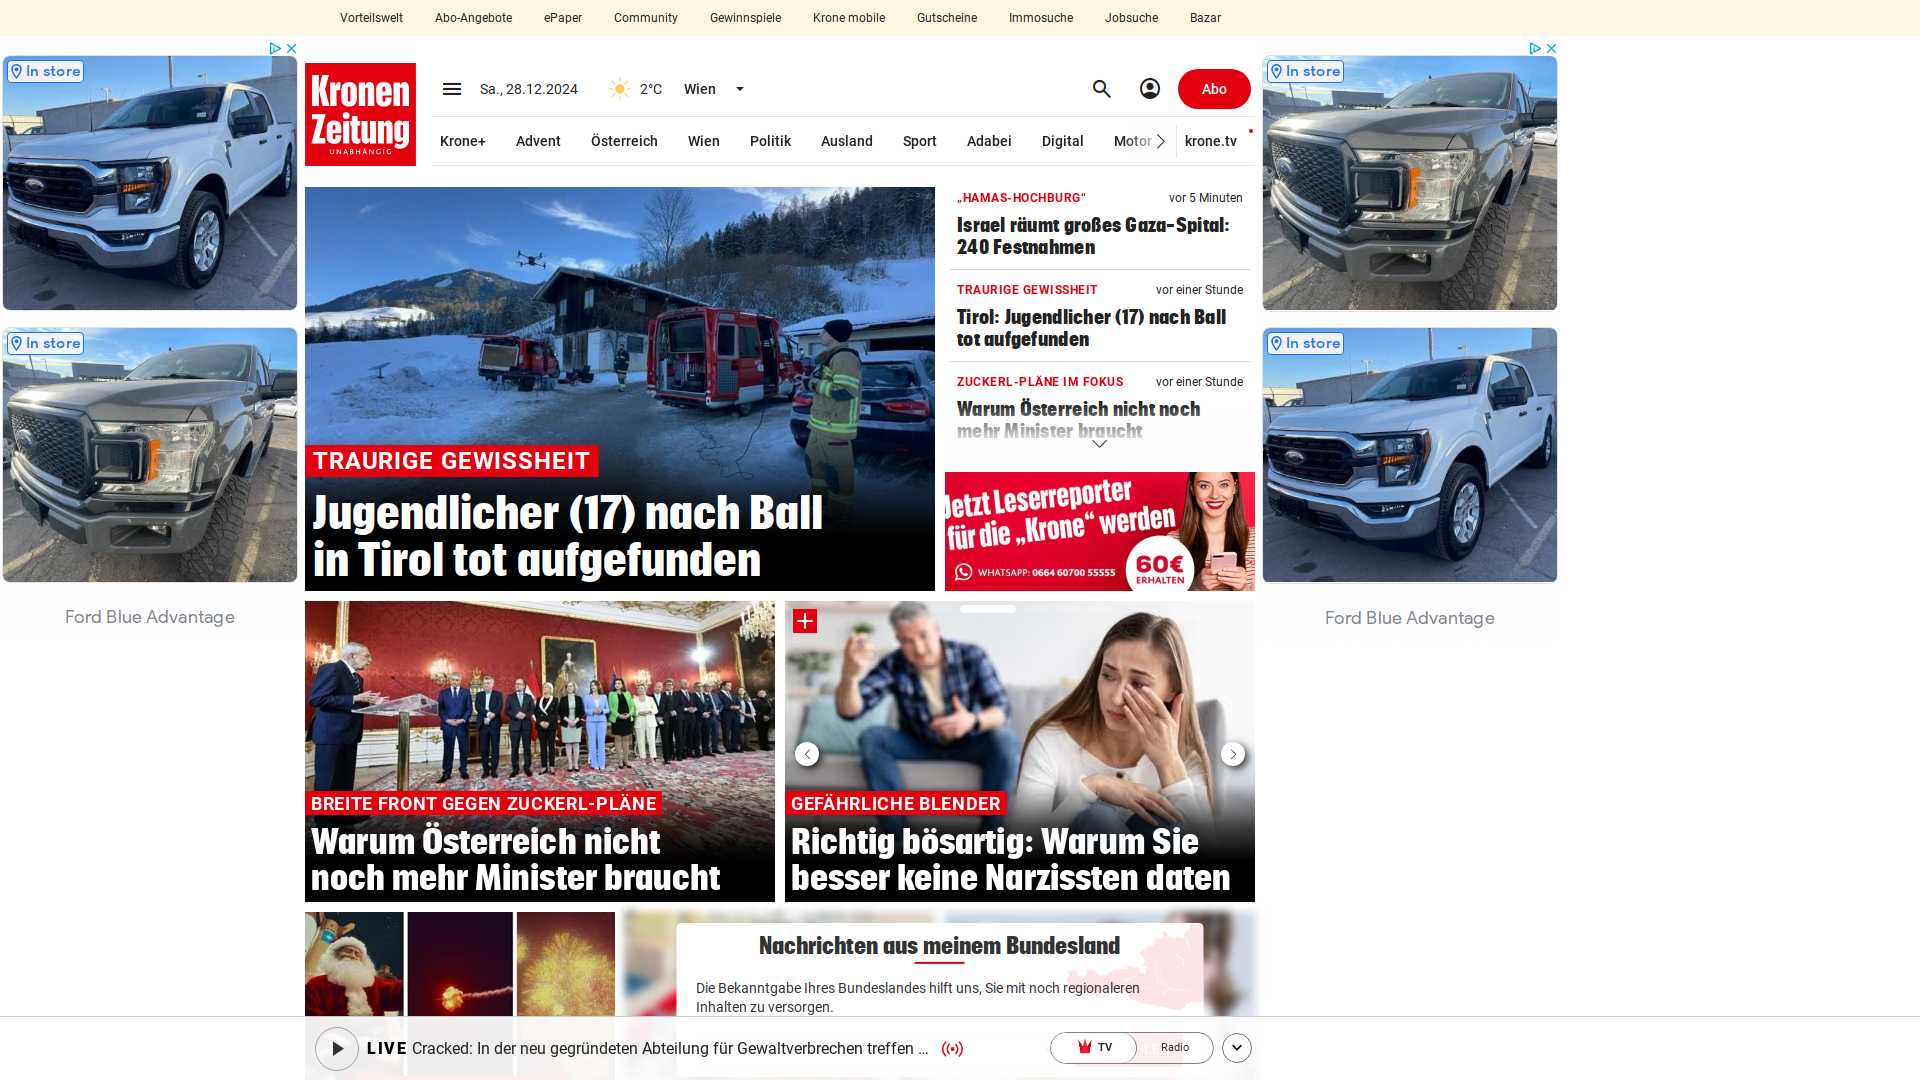 Vorteilswelt Abo-Angebote ePaper Community Gewinnspiele Krone mobile Gutscheine Immosuche Jobsuche Bazar
In store
In store
Ford Blue Advantage
Kronen
Zeitung
UNABHÄNGIG
Sa., 28.12.2024 2°C Wien
Abo
Krone+ Advent Österreich Wien Politik Ausland Sport Adabei Digital Motor krone.tv
TRAURIGE GEWISSHEIT
Jugendlicher (17) nach Ball
in Tirol tot aufgefunden
„HAMAS-HOCHBURG“ vor 5 Minuten
Israel räumt großes Gaza-Spital:
240 Festnahmen
TRAURIGE GEWISSHEIT vor einer Stunde
Tirol: Jugendlicher (17) nach Ball
tot aufgefunden
ZUCKERL-PLÄNE IM FOKUS vor einer Stunde
Warum Österreich nicht noch
mehr Minister braucht
Jetzt Leserreporter
für die „Krone“ werden
WHATSAPP: 0664 60700 55555
60€
ERHALTEN
BREITE FRONT GEGEN ZUCKERL-PLÄNE
Warum Österreich nicht
noch mehr Minister braucht
GEFÄHRLICHE BLENDER
Richtig bösartig: Warum Sie
besser keine Narzissten daten
In store
In store
Ford Blue Advantage
Nachrichten aus meinem Bundesland
Die Bekanntgabe Ihres Bundeslandes hilft uns, Sie mit noch regionaleren
Inhalten zu versorgen.
LIVE Cracked: In der neu gegründeten Abteilung für Gewaltverbrechen treffen ...
TV Radio